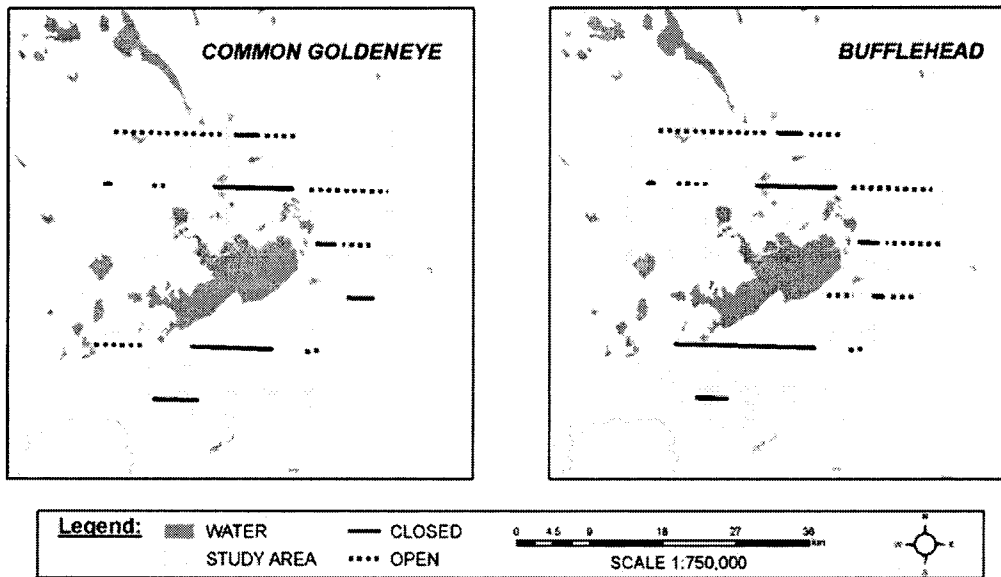 COMMON GOLDENEYE
BUFFLEHEAD
Legend:
WATER
CLOSED
STUDY AREA
OPEN
0 4.5 9 18 27 36
km
SCALE 1:750,000
N
W E
S